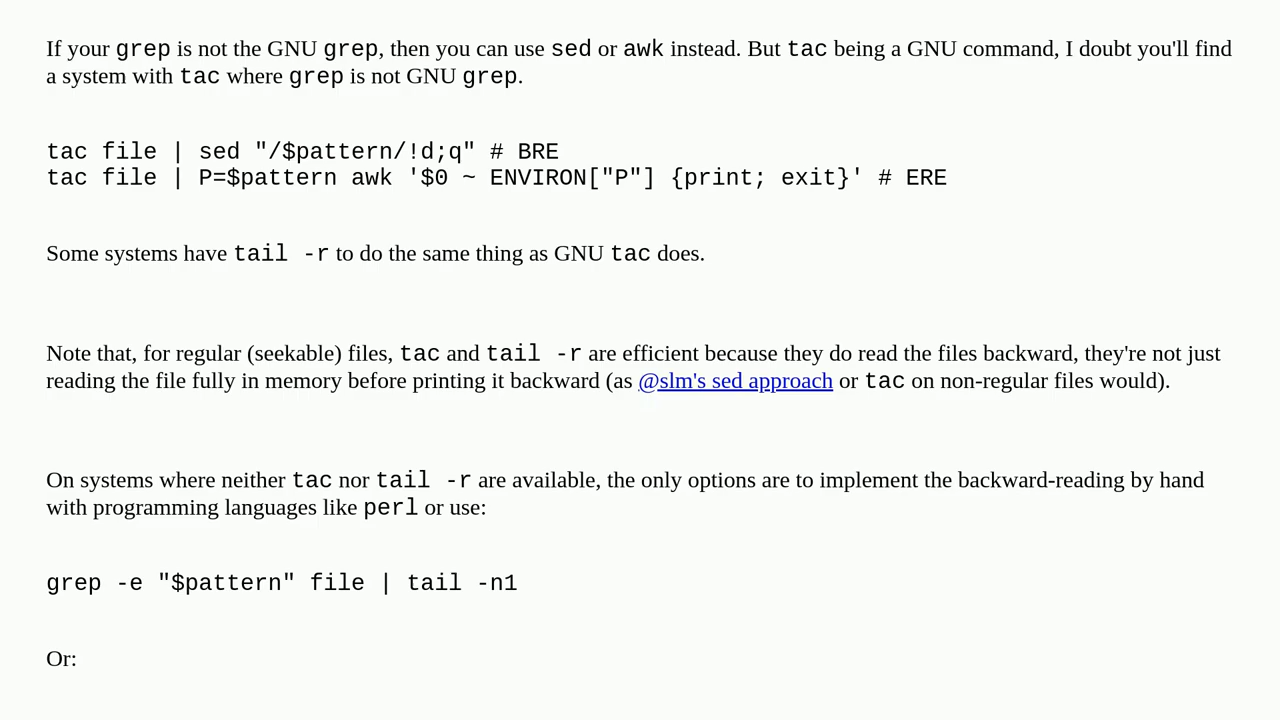 If your grep is not the GNU grep, then you can use sed or awk instead. But tac being a GNU command, I doubt you'll find
a system with tac where grep is not GNU grep.
tac file | sed "/$pattern/!d;q" # BRE
tac file | P=$pattern awk '$0 ~ ENVIRON["P"] {print; exit}' # ERE
Some systems have tail -r to do the same thing as GNU tac does.
Note that, for regular (seekable) files, tac and tail -r are efficient because they do read the files backward, they're not just
reading the file fully in memory before printing it backward (as @slm's sed approach or tac on non-regular files would).
On systems where neither tac nor tail -r are available, the only options are to implement the backward-reading by hand
with programming languages like perl or use:
grep -e "$pattern" file | tail -n1
Or: